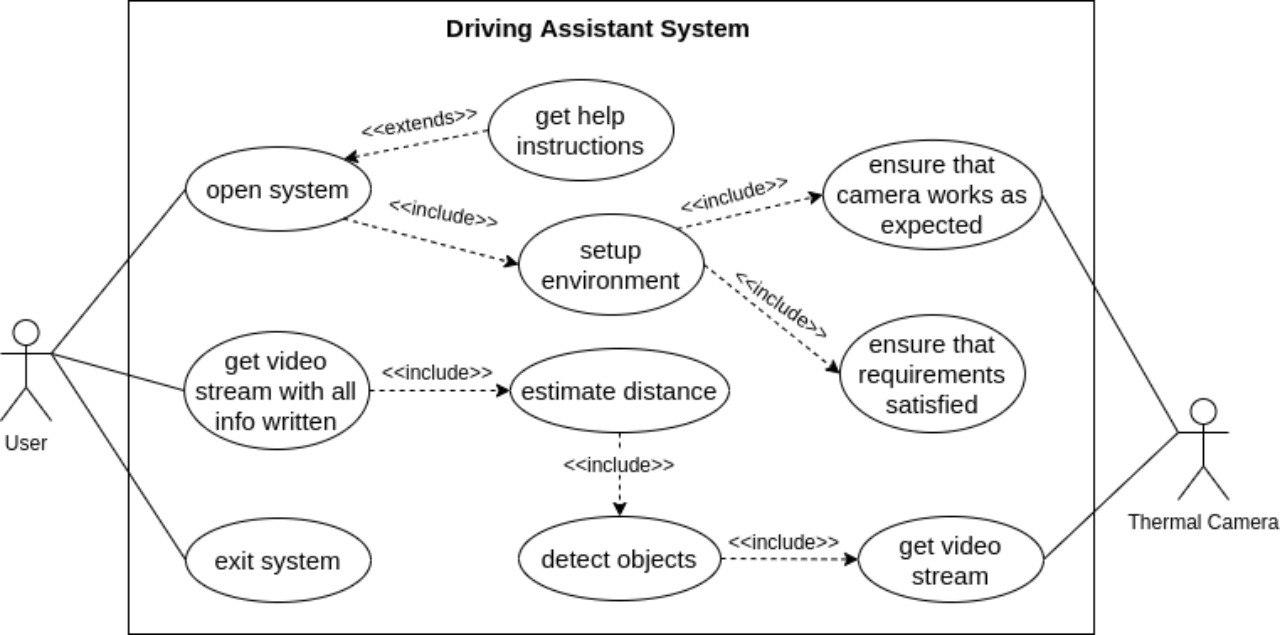 Driving Assistant System
get help
instructions
<<extends>>
open system
<<include>>
setup
environment
<<include>>
ensure that
camera works as
expected
<<include>>
ensure that
requirements
satisfied
User
get video
stream with all
info written
<<include>>
estimate distance
<<include>>
Thermal Camera
exit system
detect objects
<<include>>
get video
stream